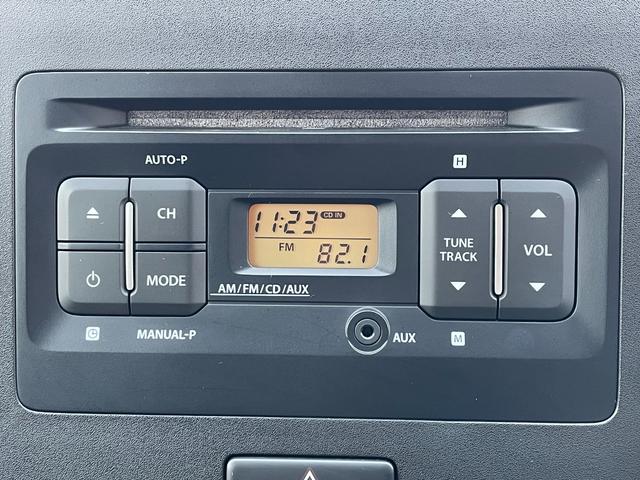 AUTO-P
H
CH
11:23 CD IN
FM 82.1
TUNE
TRACK
VOL
MODE
AM/FM/CD/AUX
MANUAL-P
AUX
M